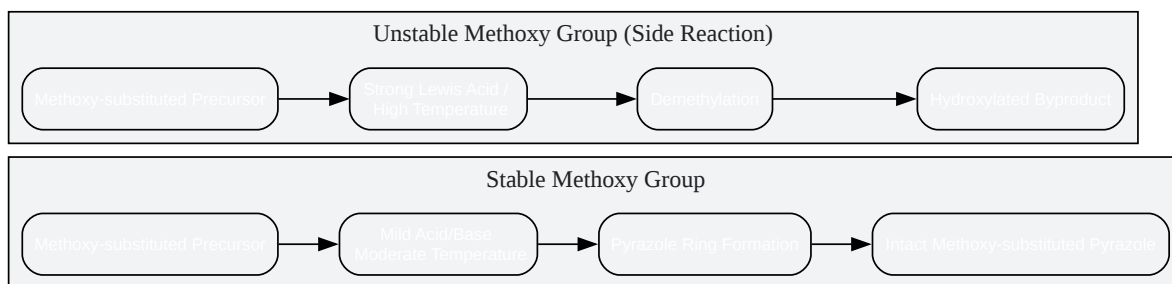 Unstable Methoxy Group (Side Reaction)
Methoxy-substituted Precursor
Strong Lewis Acid /
High Temperature
Demethylation
Hydroxylated Byproduct
Stable Methoxy Group
Methoxy-substituted Precursor
Mild Acid/Base
Moderate Temperature
Pyrazole Ring Formation
Intact Methoxy-substituted Pyrazole